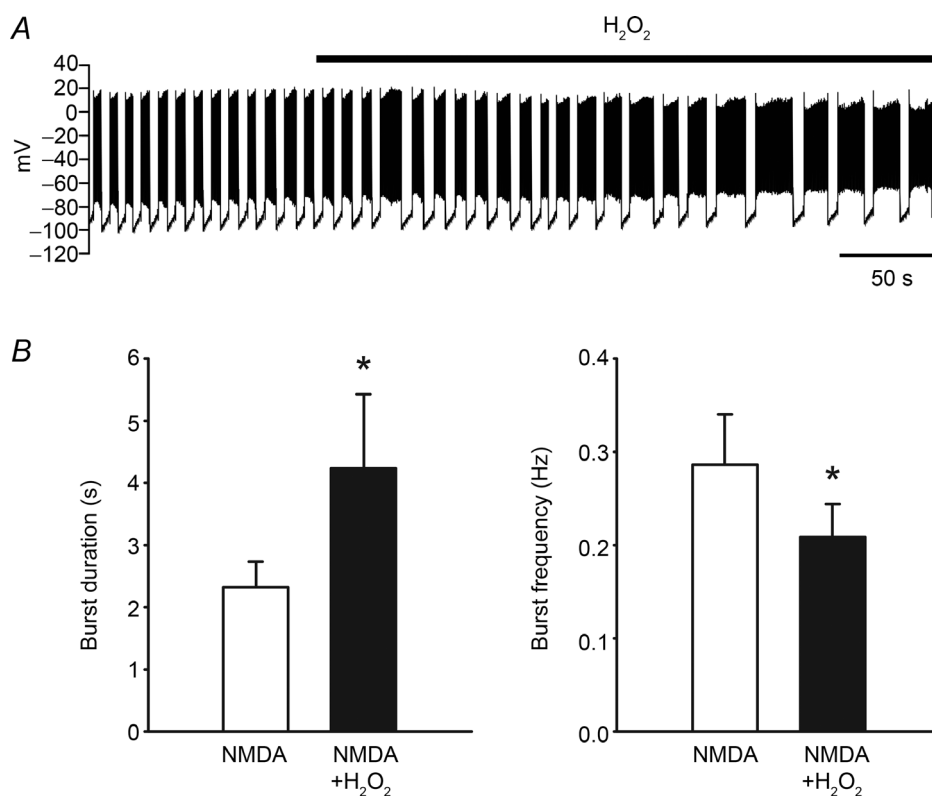 A
H₂O₂
40
20
0
–20
–40
–60
–80
–100
–120
mV
50 s
B
6
5
4
3
2
1
0
Burst duration (s)
*
NMDA
NMDA
+H₂O₂
0.4
0.3
0.2
0.1
0.0
Burst frequency (Hz)
*
NMDA
NMDA
+H₂O₂